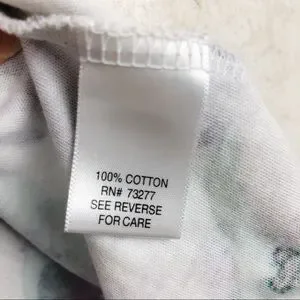 100% COTTON
RN# 73277
SEE REVERSE
FOR CARE